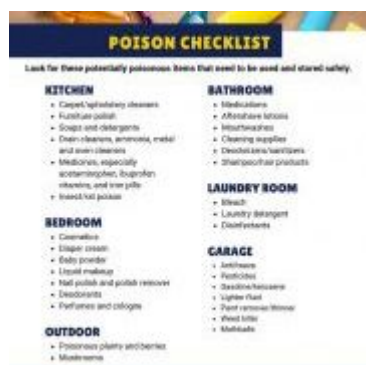 POISON CHECKLIST
Look for these potentially poisonous items that need to be used and stored safely.
KITCHEN
• Carpet/upholstery cleaners
• Furniture polish
• Soaps and detergents
• Drain cleaners, ammonia, metal
and oven cleaners
• Medicines, especially
acetaminophen, ibuprofen
vitamins, and iron pills
• Insect/rat poison
BEDROOM
• Cosmetics
• Diaper cream
• Baby powder
• Liquid makeup
• Nail polish and polish remover
• Deodorants
• Perfumes and cologne
OUTDOOR
• Poisonous plants and berries
• Mushrooms
BATHROOM
• Medications
• Aftershave lotions
• Mouthwashes
• Cleaning supplies
• Deodorizers/sanitizers
• Shampoo/hair products
LAUNDRY ROOM
• Bleach
• Laundry detergent
• Disinfectants
GARAGE
• Antifreeze
• Pesticides
• Gasoline/kerosene
• Lighter fluid
• Paint remover/thinner
• Weed killer
• Mothballs